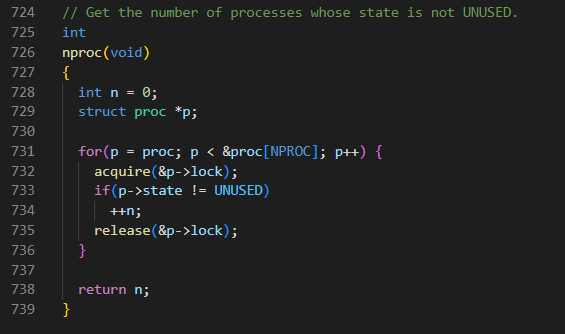 724 // Get the number of processes whose state is not UNUSED.
725 int
726 nproc(void)
727 {
728   int n = 0;
729   struct proc *p;
730
731   for(p = proc; p < &proc[NPROC]; p++) {
732     acquire(&p->lock);
733     if(p->state != UNUSED)
734       ++n;
735     release(&p->lock);
736   }
737
738   return n;
739 }